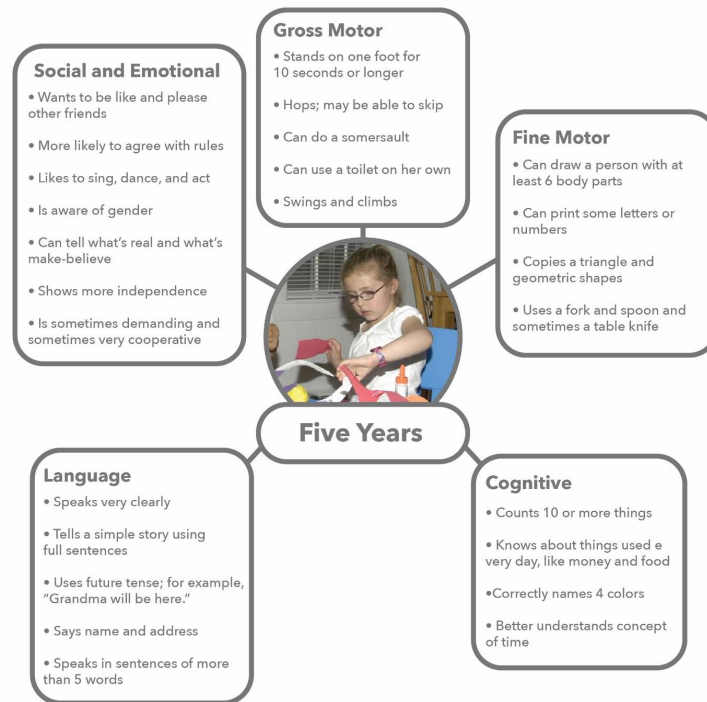 Gross Motor
• Stands on one foot for
10 seconds or longer
• Hops; may be able to skip
• Can do a somersault
• Can use a toilet on her own
• Swings and climbs
Social and Emotional
• Wants to be like and please
other friends
• More likely to agree with rules
• Likes to sing, dance, and act
• Is aware of gender
• Can tell what's real and what's
make-believe
• Shows more independence
• Is sometimes demanding and
sometimes very cooperative
Fine Motor
• Can draw a person with at
least 6 body parts
• Can print some letters or
numbers
• Copies a triangle and
geometric shapes
• Uses a fork and spoon and
sometimes a table knife
Five Years
Language
• Speaks very clearly
• Tells a simple story using
full sentences
• Uses future tense; for example,
“Grandma will be here.”
• Says name and address
• Speaks in sentences of more
than 5 words
Cognitive
• Counts 10 or more things
• Knows about things used e
very day, like money and food
•Correctly names 4 colors
• Better understands concept
of time